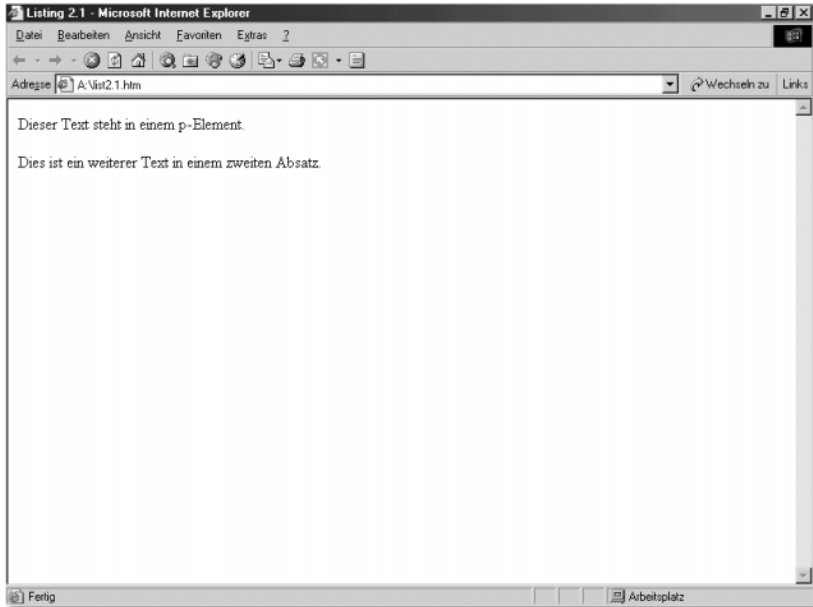 Listing 2.1 - Microsoft Internet Explorer
Datei Bearbeiten Ansicht Favoriten Extras ?
Adresse A:\list2.1.htm Wechseln zu Links
Dieser Text steht in einem p-Element.
Dies ist ein weiterer Text in einem zweiten Absatz.
Fertig Arbeitsplatz